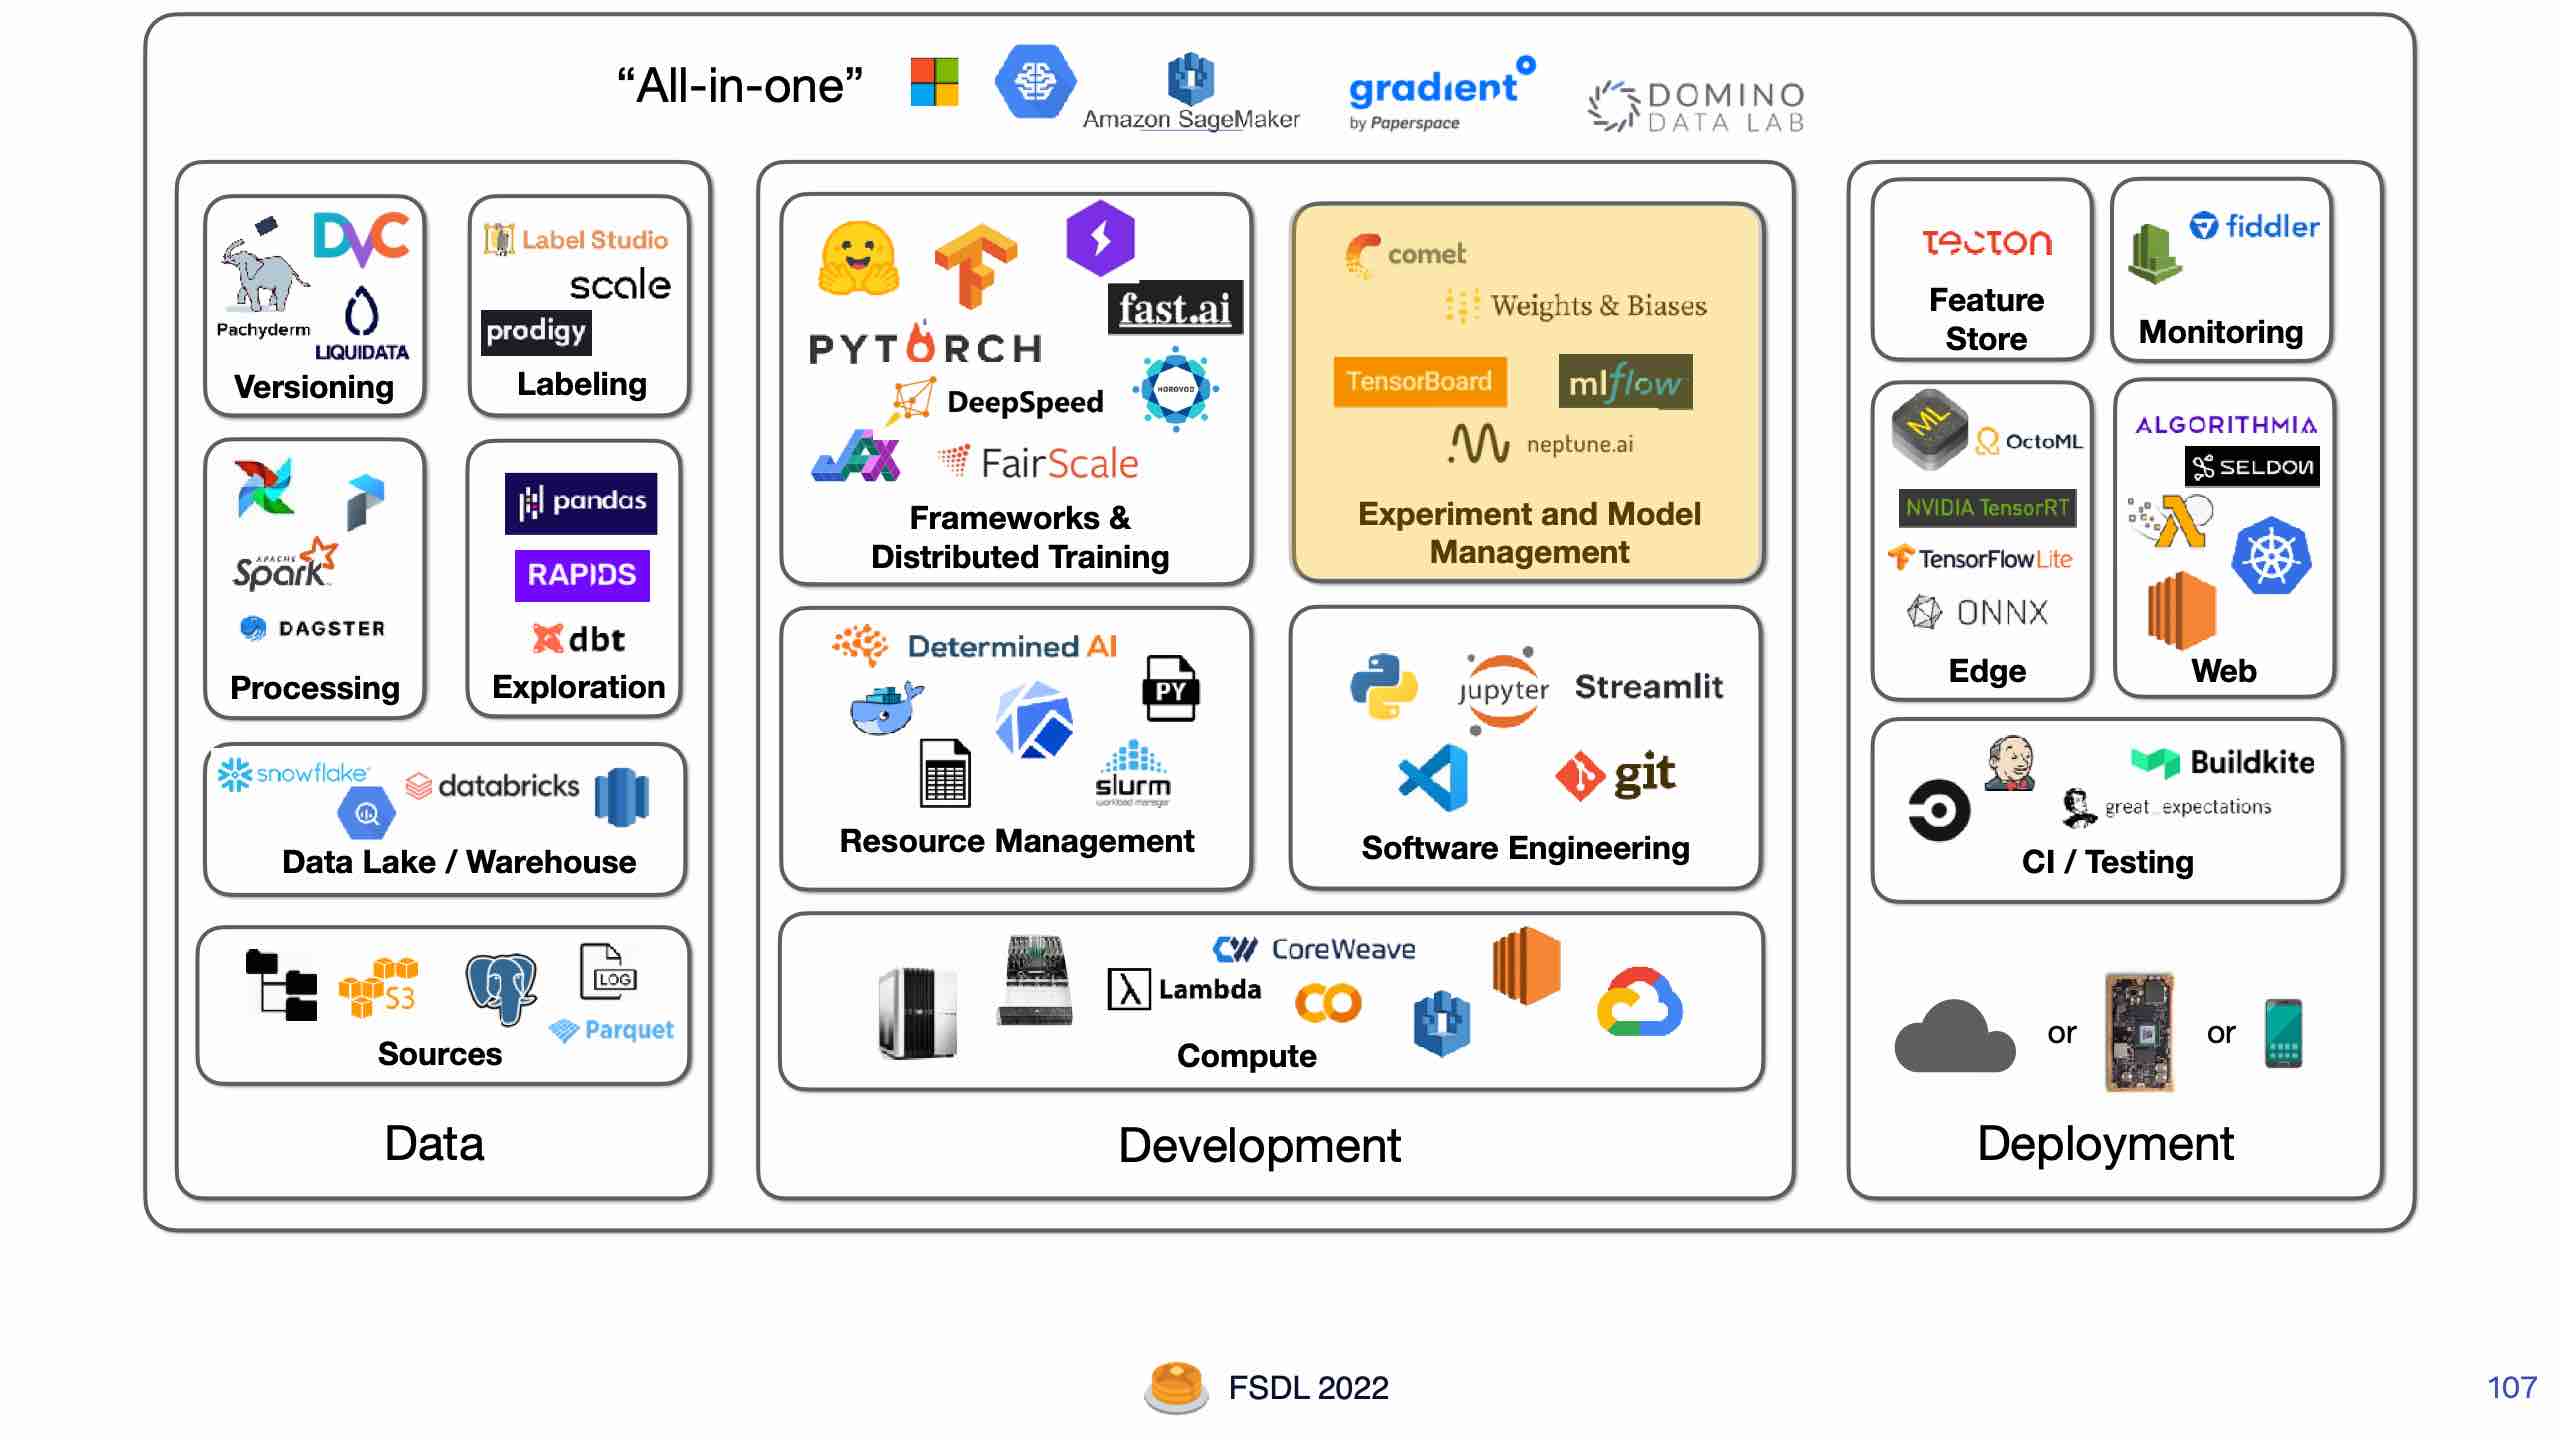 “All-in-one”
Amazon SageMaker
gradient
by Paperspace
DOMINO
DATA LAB
DVC
Pachyderm
LIQUIDATA
Versioning
Label Studio
scale
prodigy
Labeling
APACHE
Spark
DAGSTER
Processing
pandas
RAPIDS
dbt
Exploration
snowflake
databricks
Data Lake / Warehouse
S3
LOG
Parquet
Sources
Data
fast.ai
PYTORCH
HOROVOD
DeepSpeed
JAX
FairScale
Frameworks &
Distributed Training
comet
Weights & Biases
TensorBoard
mlflow
neptune.ai
Experiment and Model
Management
Determined AI
PY
slurm
workload manager
Resource Management
jupyter
Streamlit
git
Software Engineering
CoreWeave
Lambda
Compute
Development
TECTON
Feature
Store
fiddler
Monitoring
ML
OctoML
NVIDIA TensorRT
TensorFlow Lite
ONNX
Edge
ALGORITHMIA
SELDON
Web
Buildkite
great_expectations
CI / Testing
or
or
Deployment
FSDL 2022
107